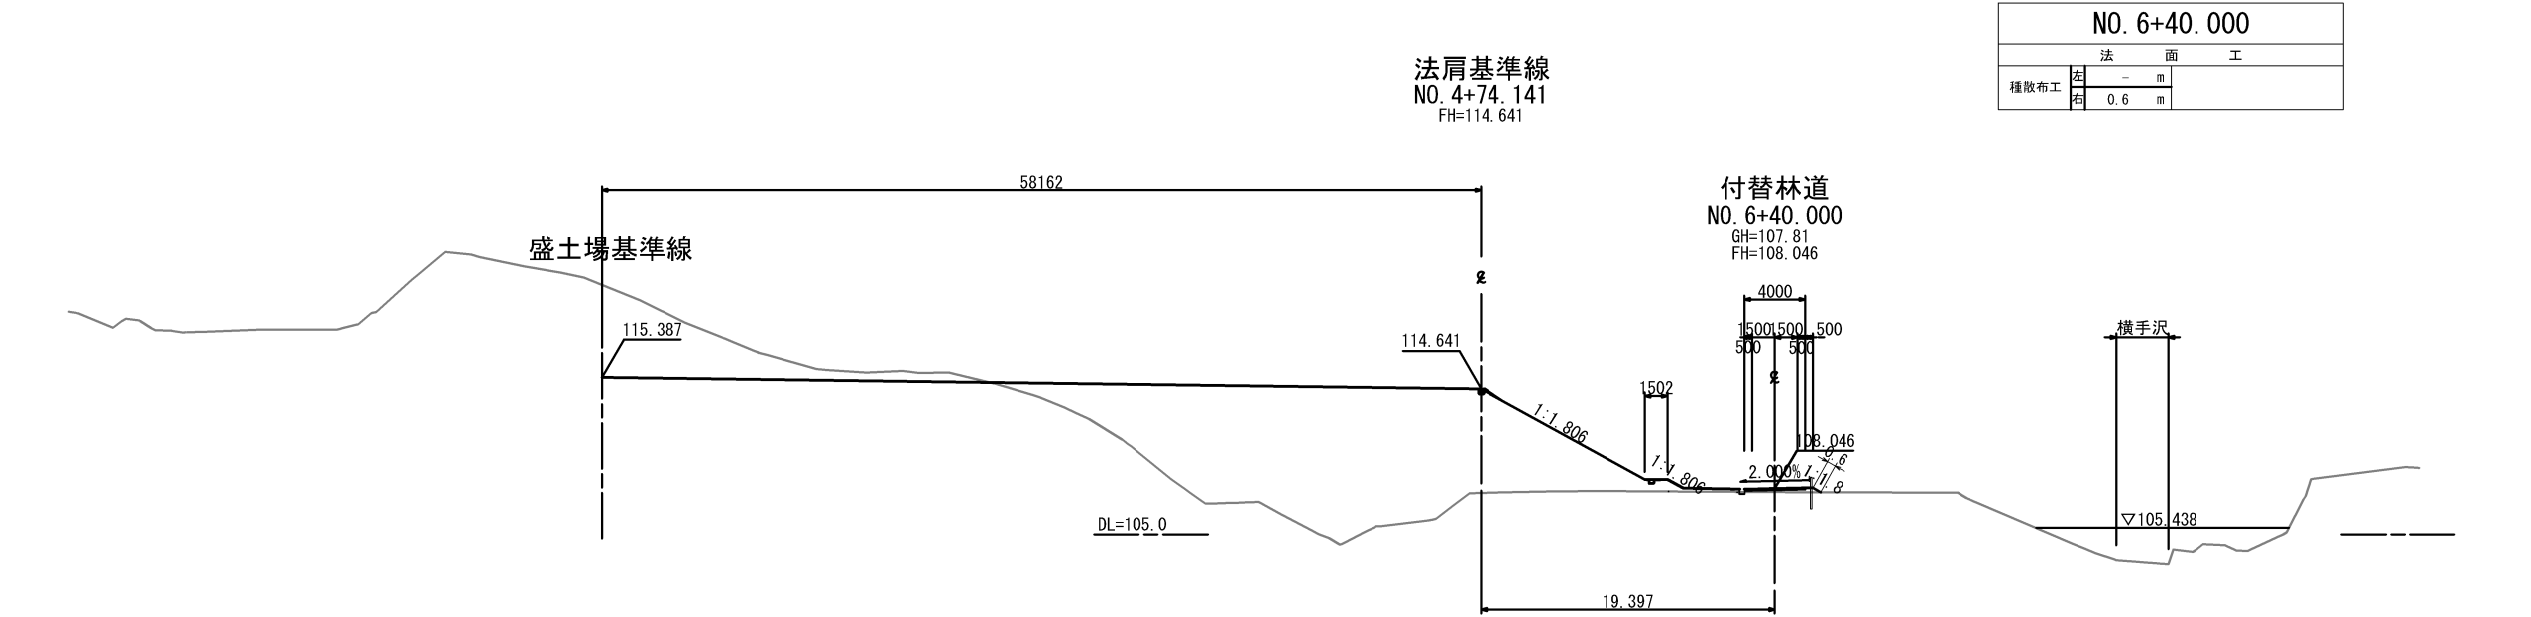 NO.6+40.000
法 面 工
種散布工
左 － m
右 0.6 m
法肩基準線
NO.4+74.141
FH=114.641
58162
付替林道
NO.6+40.000
GH=107.81
FH=108.046
盛土場基準線
4000
115.387
114.641
1500 1500 500
500 500
横手沢
1502
1:1.806
1:1.806
108.046
0.6
2.000%
1:1.8
DL=105.0
▽105.438
19.397